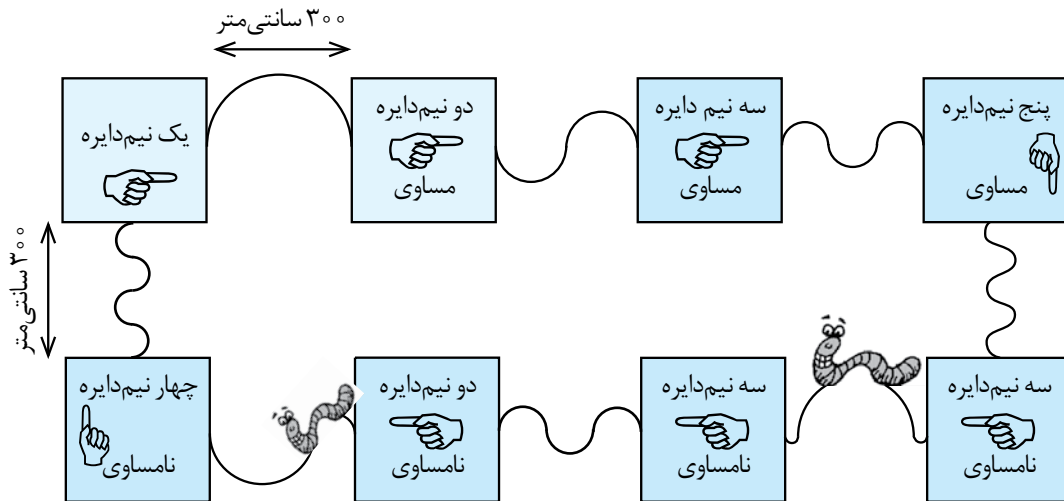 ۳۰۰ سانتی‌متر
یک نیم‌دایره
دو نیم‌دایره
مساوی
سه نیم دایره
مساوی
پنج نیم‌دایره
مساوی
۳۰۰ سانتی‌متر
سه نیم‌دایره
نامساوی
سه نیم‌دایره
نامساوی
دو نیم‌دایره
نامساوی
چهار نیم‌دایره
نامساوی